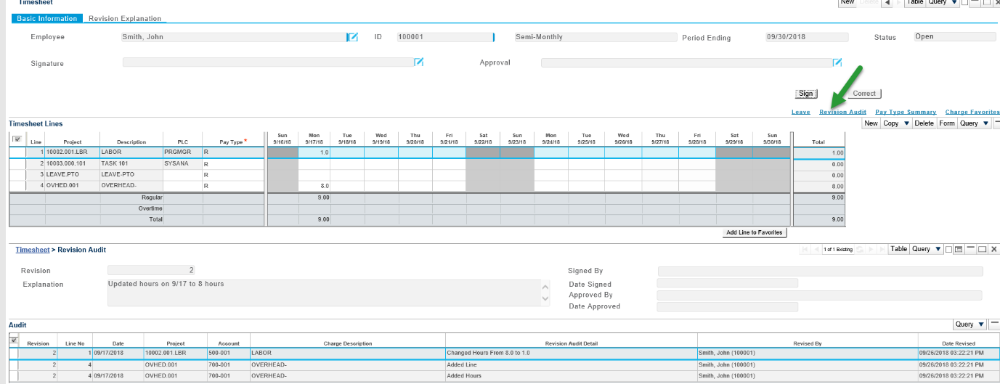 Timesheet New Delete Table Query
Basic Information Revision Explanation
Employee Smith, John ID 100001 Semi-Monthly Period Ending 09/30/2018 Status Open
Signature Approval
Sign Correct
Leave Revision Audit Pay Type Summary Charge Favorites
Timesheet Lines New Copy Delete Form Query
Sun Mon Tue Wed Thu Fri Sat Sun Mon Tue Wed Thu Fri Sat Sun
Line Project Description PLC Pay Type * 9/16/18 9/17/18 9/18/18 9/19/18 9/20/18 9/21/18 9/22/18 9/23/18 9/24/18 9/25/18 9/26/18 9/27/18 9/28/18 9/29/18 9/30/18 Total
1 10002.001.LBR LABOR PRGMGR R 1.0 1.00
2 10003.000.101 TASK 101 SYSANA R 0.00
3 LEAVE.PTO LEAVE-PTO R 0.00
4 OVHED.001 OVERHEAD- R 8.0 8.00
Regular 9.00 9.00
Overtime
Total 9.00 9.00
Add Line to Favorites
Timesheet > Revision Audit 1 of 1 Existing Table Query
Revision 2 Signed By
Explanation Updated hours on 9/17 to 8 hours Date Signed
Approved By
Date Approved
Audit Query
Revision Line No Date Project Account Charge Description Revision Audit Detail Revised By Date Revised
2 1 09/17/2018 10002.001.LBR 500-001 LABOR Changed Hours From 8.0 to 1.0 Smith, John (100001) 09/26/2018 03:22:21 PM
2 4 OVHED.001 700-001 OVERHEAD- Added Line Smith, John (100001) 09/26/2018 03:22:21 PM
2 4 09/17/2018 OVHED.001 700-001 OVERHEAD- Added Hours Smith, John (100001) 09/26/2018 03:22:21 PM